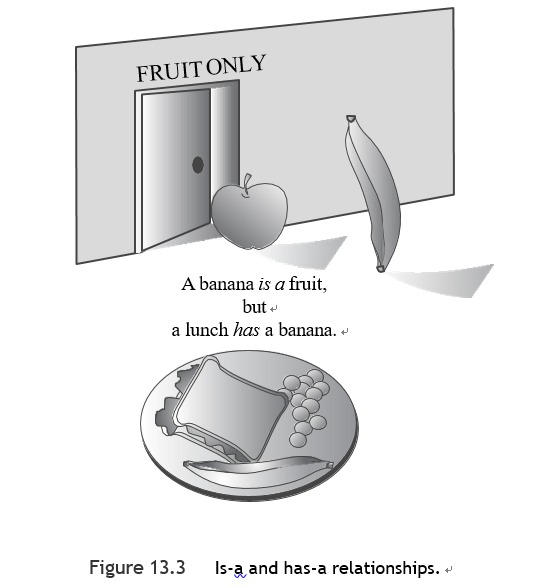 FRUIT ONLY
A banana is a fruit,
but
a lunch has a banana.
Figure 13.3 Is-a and has-a relationships.